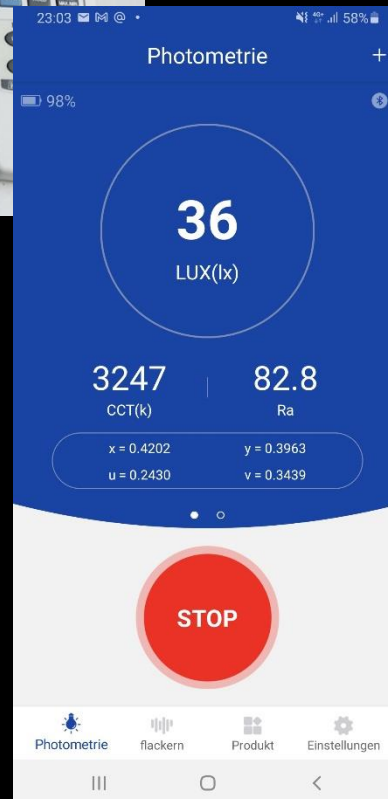 23:03 @ 58%
Photometrie +
98%
36
LUX(lx)
3247 82.8
CCT(k) Ra
x = 0.4202 y = 0.3963
u = 0.2430 v = 0.3439
STOP
Photometrie flackern Produkt Einstellungen